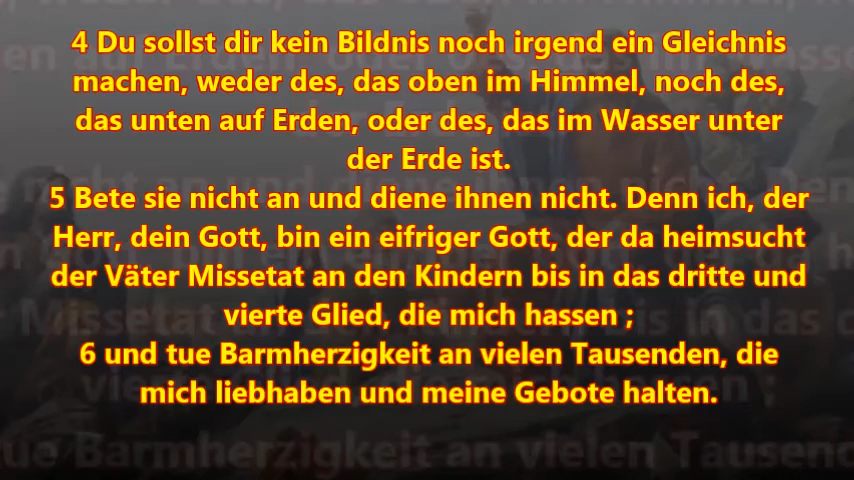 4 Du sollst dir kein Bildnis noch irgend ein Gleichnis
machen, weder des, das oben im Himmel, noch des,
das unten auf Erden, oder des, das im Wasser unter
der Erde ist.
5 Bete sie nicht an und diene ihnen nicht. Denn ich, der
Herr, dein Gott, bin ein eifriger Gott, der da heimsucht
der Väter Missetat an den Kindern bis in das dritte und
vierte Glied, die mich hassen ;
6 und tue Barmherzigkeit an vielen Tausenden, die
mich liebhaben und meine Gebote halten.